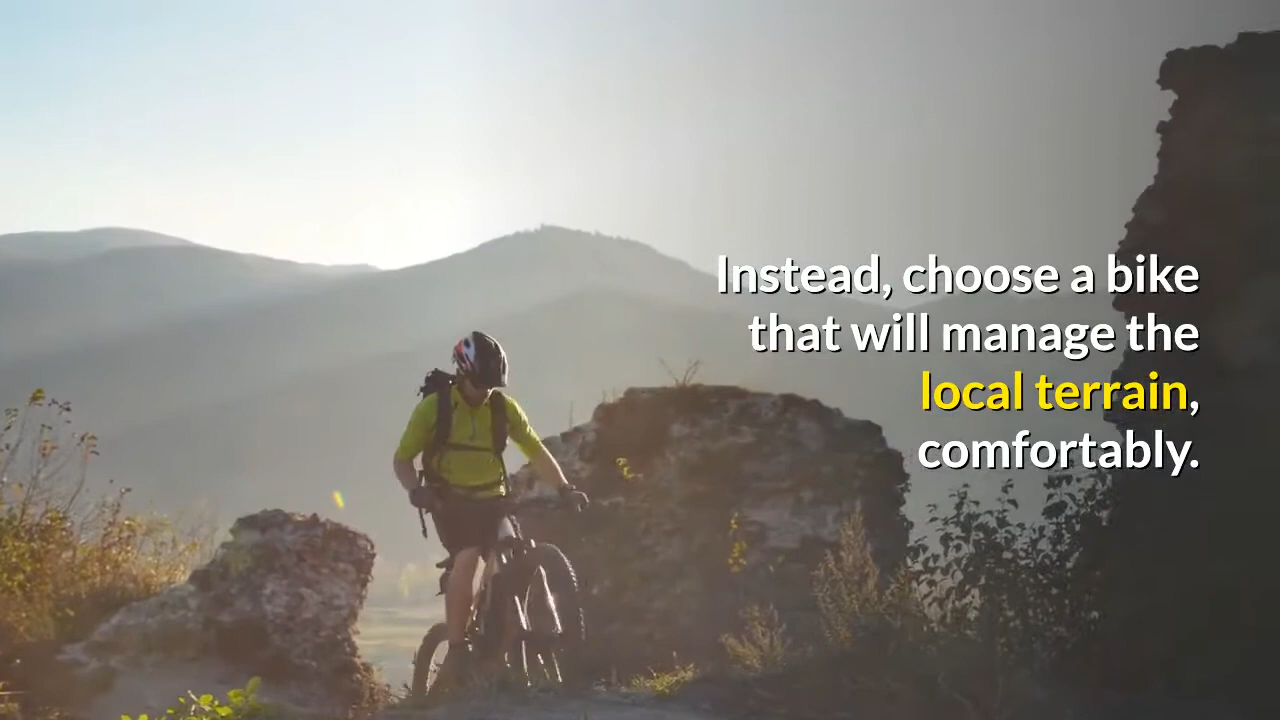 Instead, choose a bike
that will manage the
local terrain,
comfortably.